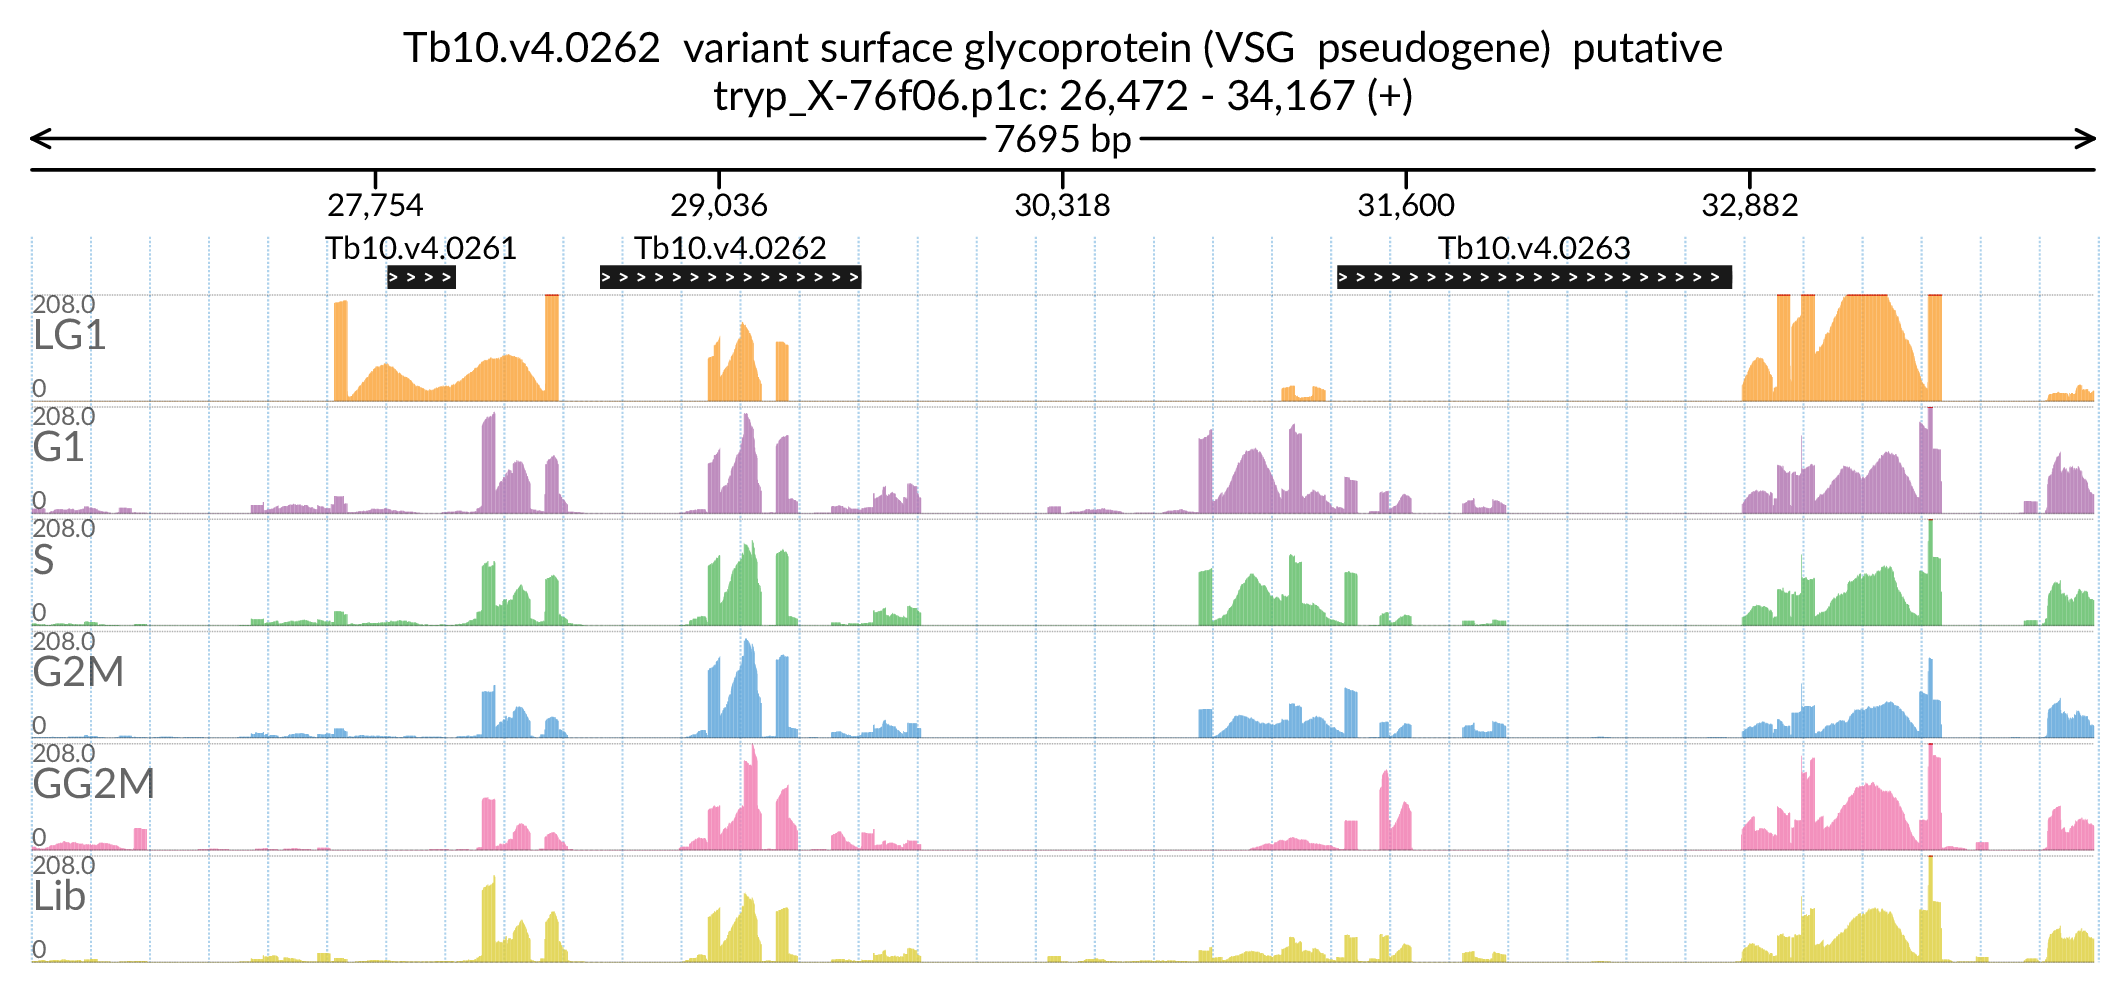 Tb10.v4.0262 variant surface glycoprotein (VSG pseudogene) putative
tryp_X-76f06.p1c: 26,472 - 34,167 (+)
7695 bp
27,754 29,036 30,318 31,600 32,882
Tb10.v4.0261 Tb10.v4.0262 Tb10.v4.0263
208.0
LG1
0
208.0
G1
0
208.0
S
0
208.0
G2M
0
208.0
GG2M
0
208.0
Lib
0